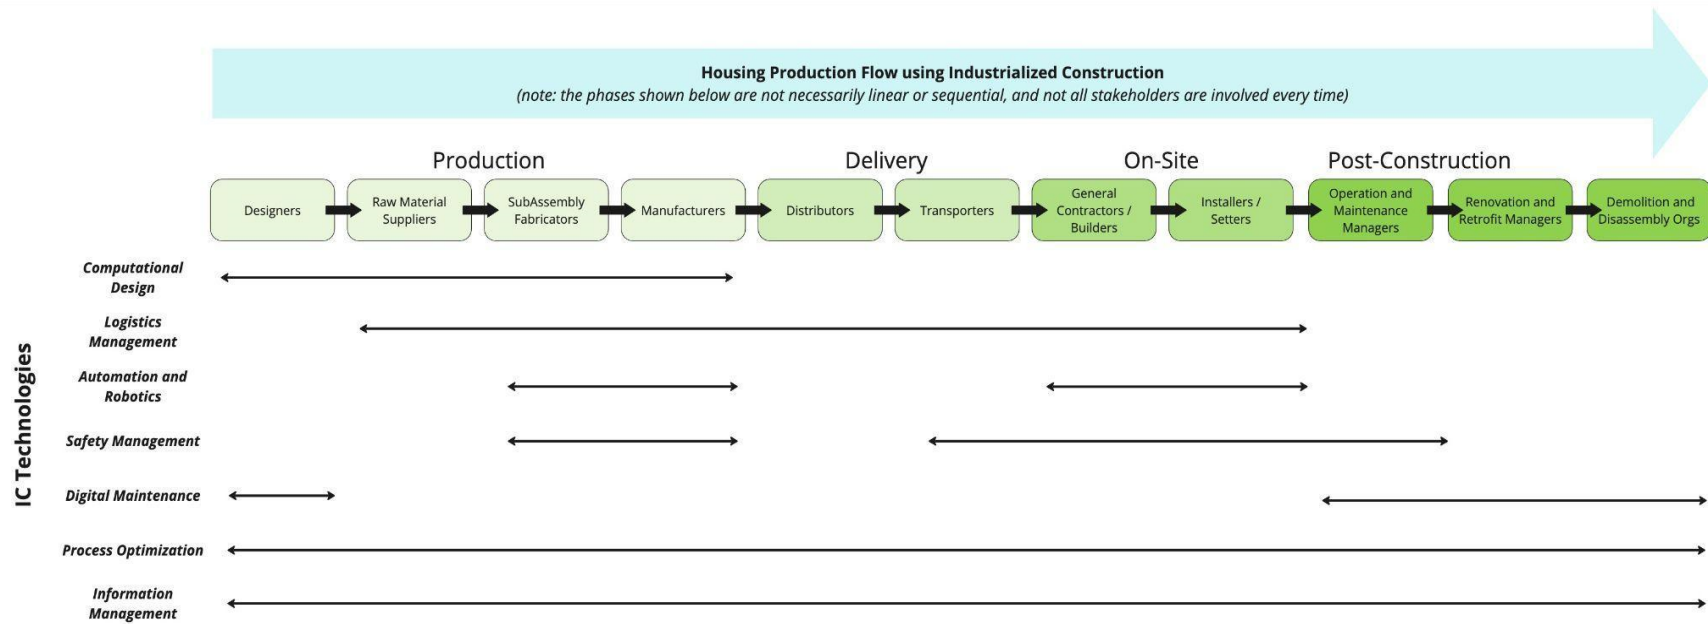 Housing Production Flow using Industrialized Construction
(note: the phases shown below are not necessarily linear or sequential, and not all stakeholders are involved every time)
Production
Delivery
On-Site
Post-Construction
Designers
Raw Material
Suppliers
SubAssembly
Fabricators
Manufacturers
Distributors
Transporters
General
Contractors /
Builders
Installers /
Setters
Operation and
Maintenance
Managers
Renovation and
Retrofit Managers
Demolition and
Disassembly Orgs
IC Technologies
Computational
Design
Logistics
Management
Automation and
Robotics
Safety Management
Digital Maintenance
Process Optimization
Information
Management